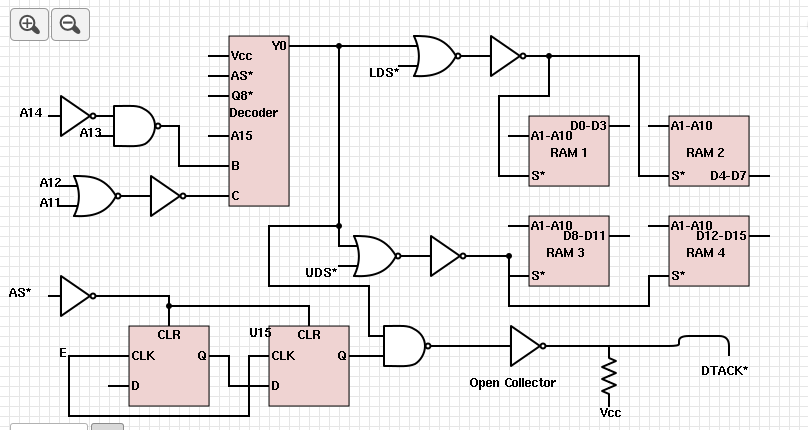 Y0
Vcc
AS*
Q8*
Decoder
A15
B
C
A14
A13
A12
A11
LDS*
D0-D3
A1-A10
RAM 1
S*
A1-A10
RAM 2
S*
D4-D7
A1-A10
D8-D11
RAM 3
S*
A1-A10
D12-D15
RAM 4
S*
UDS*
AS*
CLR
CLK
Q
D
E
U15
CLR
CLK
Q
D
Open Collector
Vcc
DTACK*